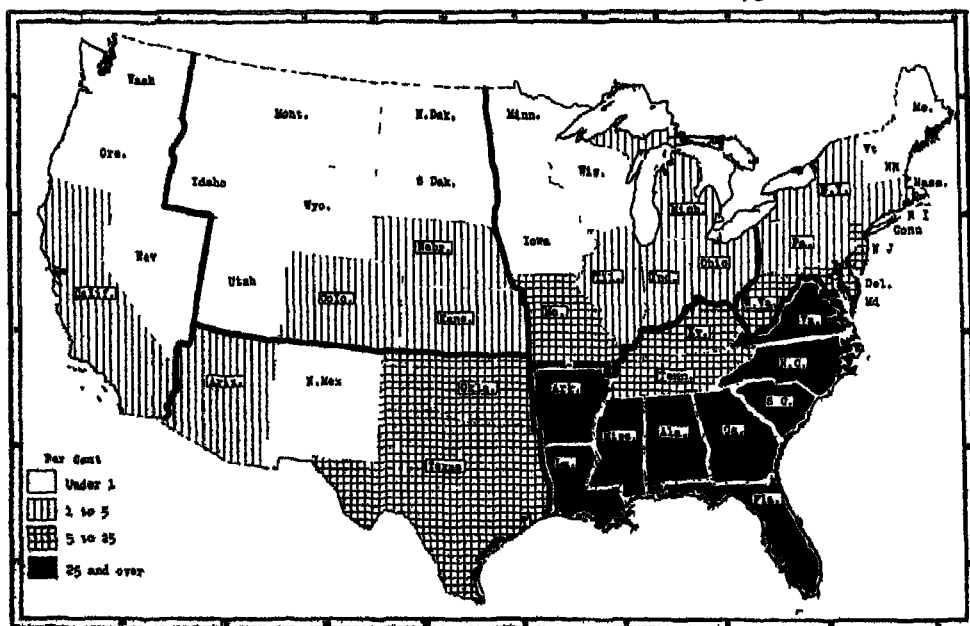 Wash
Ore.
Idaho
Mont.
N.Dak.
S Dak.
Wyo.
Nev
Utah
Calif.
Colo.
Nebr.
Kans.
Ariz.
N.Mex
Okla.
Texas
Minn.
Wis.
Iowa
Mo.
Ill.
Ind.
Mich.
Ohio
Ky.
Tenn.
Ark.
La.
Miss.
Ala.
Ga.
Fla.
S C.
N.C.
Va.
W.Va.
Pa.
N.Y.
Vt
NH
Me.
Mass.
R I
Conn
N J
Del.
Md
Per Cent
Under 1
1 to 5
5 to 25
25 and over